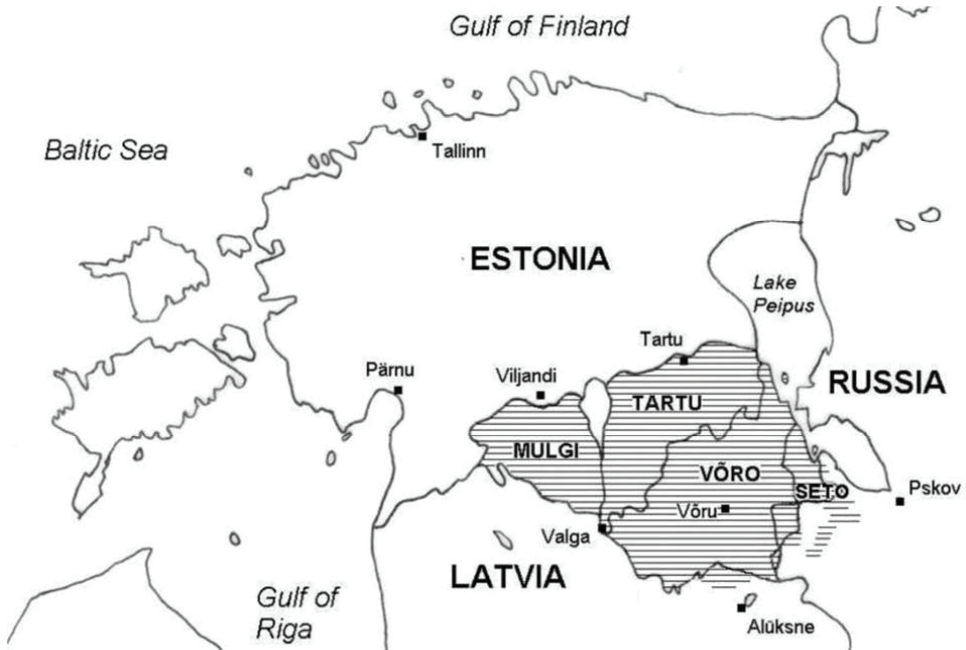 Gulf of Finland
Baltic Sea
Tallinn
ESTONIA
Lake
Peipus
Tartu
Pärnu
Viljandi
RUSSIA
TARTU
MULGI
VÕRO
SETO
Pskov
Võru
Valga
LATVIA
Gulf of
Riga
Alūksne